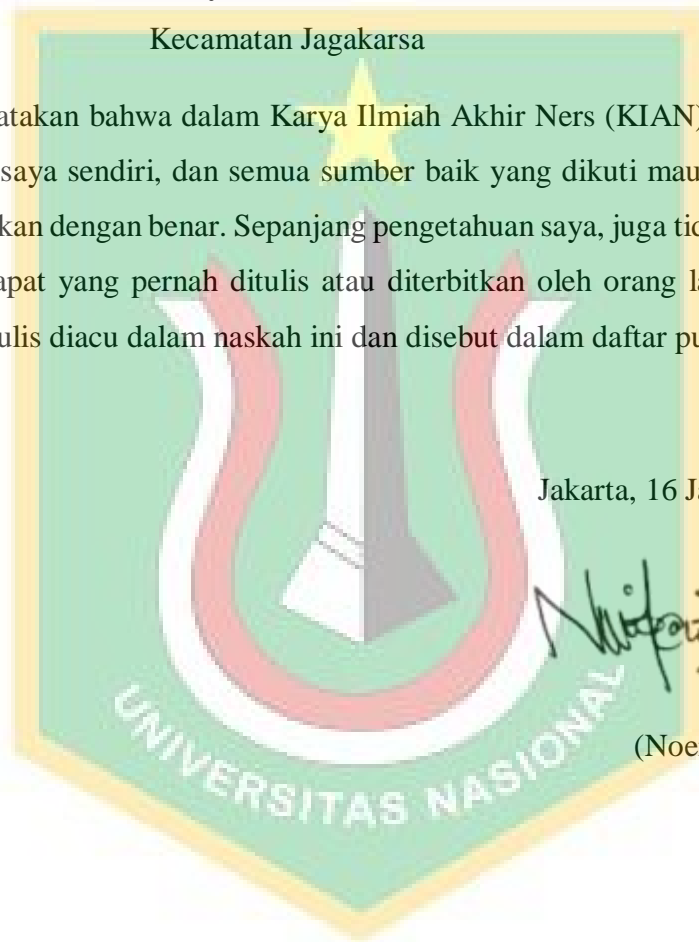 Kecamatan Jagakarsa
atakan bahwa dalam Karya Ilmiah Akhir Ners (KIAN)
saya sendiri, dan semua sumber baik yang dikuti mau
kan dengan benar. Sepanjang pengetahuan saya, juga tid
apat yang pernah ditulis atau diterbitkan oleh orang la
ulis diacu dalam naskah ini dan disebut dalam daftar pu
Jakarta, 16 Ja
(Noe
UNIVERSITAS NASIONAL